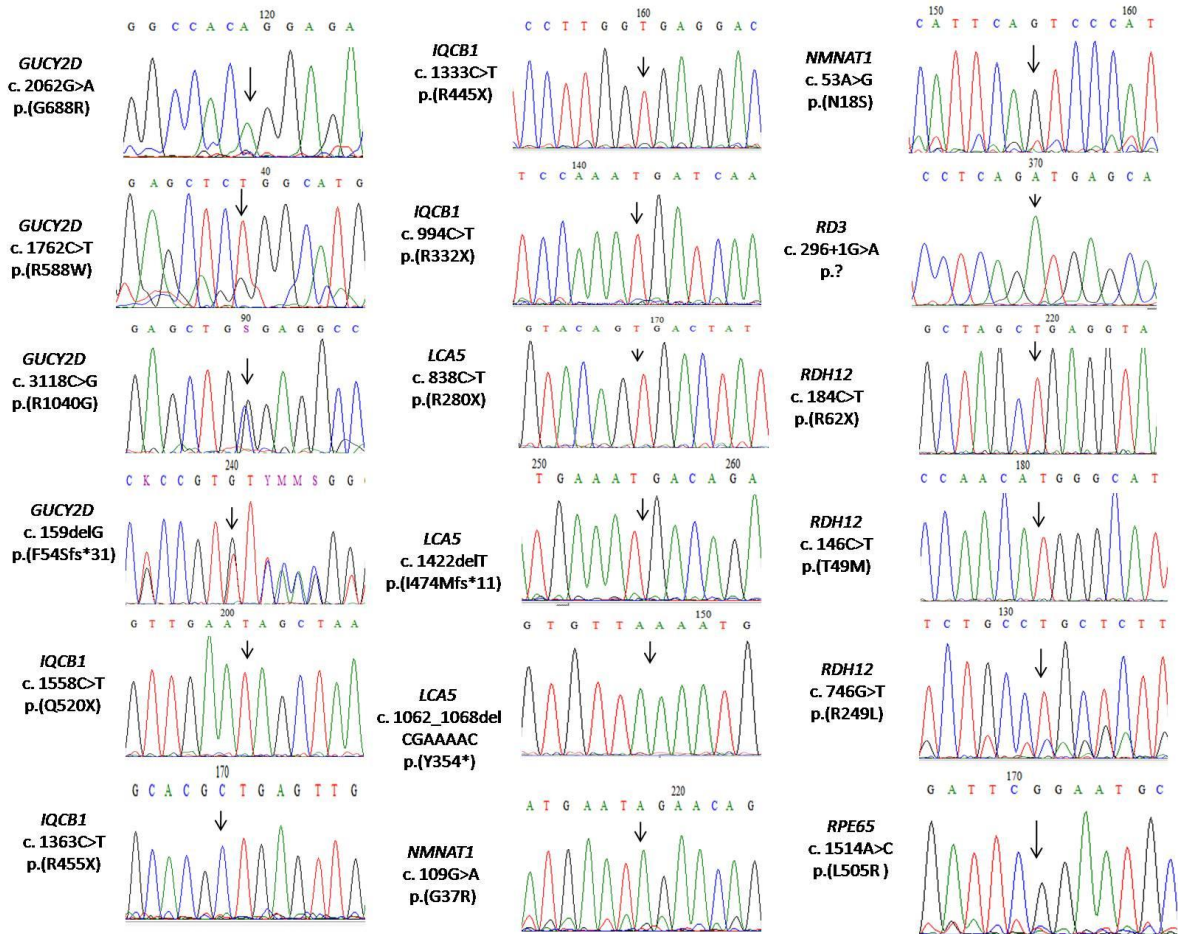 120
G G C C A C A G G A G A
GUCY2D
c. 2062G>A
p.(G688R)
40
G A G C T C T G G C A T G
GUCY2D
c. 1762C>T
p.(R588W)
90
G A G C T G S G A G G C C
GUCY2D
c. 3118C>G
p.(R1040G)
240
C K C C G T G T Y M M S G G
GUCY2D
c. 159delG
p.(F54Sfs*31)
200
G T T G A A T A G C T A A
IQCB1
c. 1558C>T
p.(Q520X)
170
G C A C G C T G A G T T G
IQCB1
c. 1363C>T
p.(R455X)
160
C C T T G G T G A G G A C
IQCB1
c. 1333C>T
p.(R445X)
140
T C C A A A T G A T C A A
IQCB1
c. 994C>T
p.(R332X)
170
G T A C A G T G A C T A T
LCA5
c. 838C>T
p.(R280X)
250 260
T G A A A T G A C A G A
LCA5
c. 1422delT
p.(I474Mfs*11)
150
G T G T T A A A A T G
LCA5
c. 1062_1068del
CGAAAAC
p.(Y354*)
220
A T G A A T A G A A C A G
NMNAT1
c. 109G>A
p.(G37R)
150 160
C A T T C A G T C C C A T
NMNAT1
c. 53A>G
p.(N18S)
370
C C T C A G A T G A G C A
RD3
c. 296+1G>A
p.?
220
G C T A G C T G A G G T A
RDH12
c. 184C>T
p.(R62X)
180
C C A A C A T G G G C A T
RDH12
c. 146C>T
p.(T49M)
130
T C T G C C T G C T C T T
RDH12
c. 746G>T
p.(R249L)
170
G A T T C G G A A T G C
RPE65
c. 1514A>C
p.(L505R )